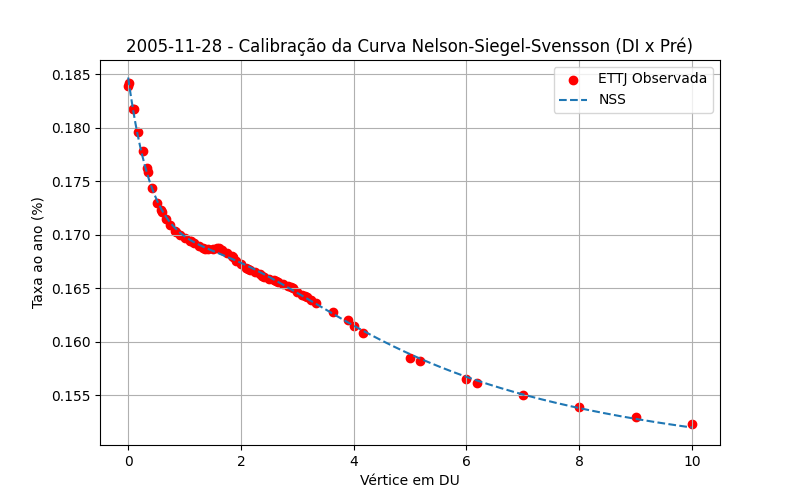 2005-11-28 - Calibração da Curva Nelson-Siegel-Svensson (DI x Pré)
ETTJ Observada
NSS
Taxa ao ano (%)
0.185
0.180
0.175
0.170
0.165
0.160
0.155
0 2 4 6 8 10
Vértice em DU